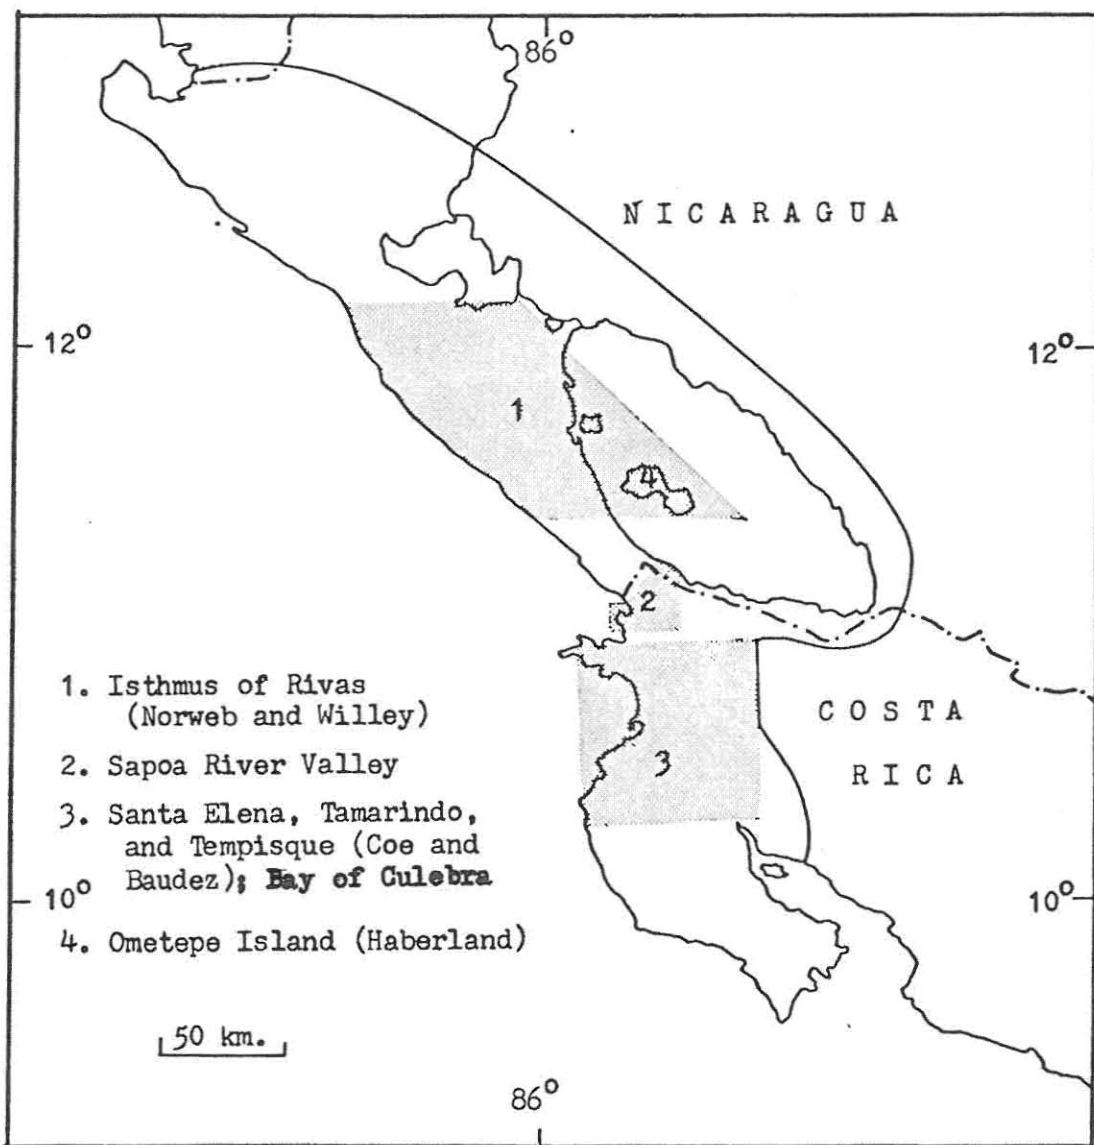 86°
NICARAGUA
12°
12°
1
4
2
3
1. Isthmus of Rivas
(Norweb and Willey)
2. Sapoa River Valley
3. Santa Elena, Tamarindo,
and Tempisque (Coe and
Baudez); Bay of Culebra
4. Ometepe Island (Haberland)
COSTA
RICA
10°
10°
50 km.
86°